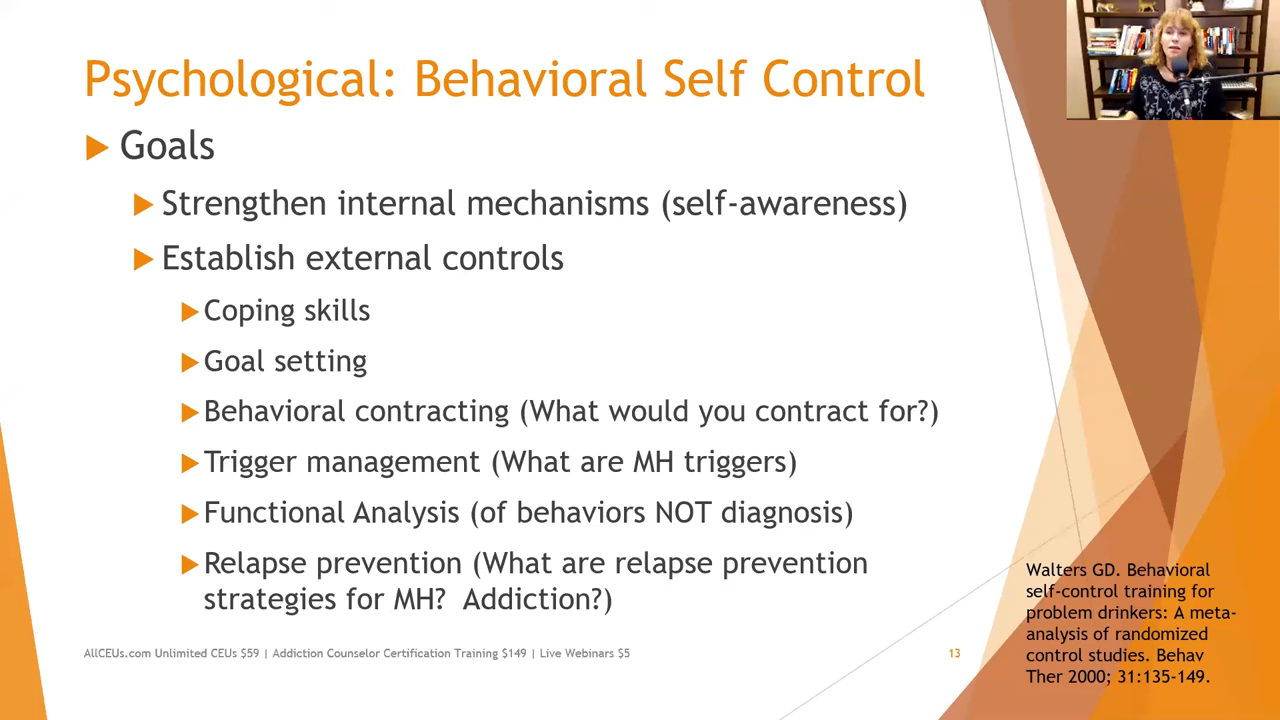 Psychological: Behavioral Self Control
Goals
Strengthen internal mechanisms (self-awareness)
Establish external controls
Coping skills
Goal setting
Behavioral contracting (What would you contract for?)
Trigger management (What are MH triggers)
Functional Analysis (of behaviors NOT diagnosis)
Relapse prevention (What are relapse prevention
strategies for MH?  Addiction?)
Walters GD. Behavioral
self-control training for
problem drinkers: A meta-
analysis of randomized
control studies. Behav
Ther 2000; 31:135-149.
AllCEUs.com Unlimited CEUs $59 | Addiction Counselor Certification Training $149 | Live Webinars $5
13